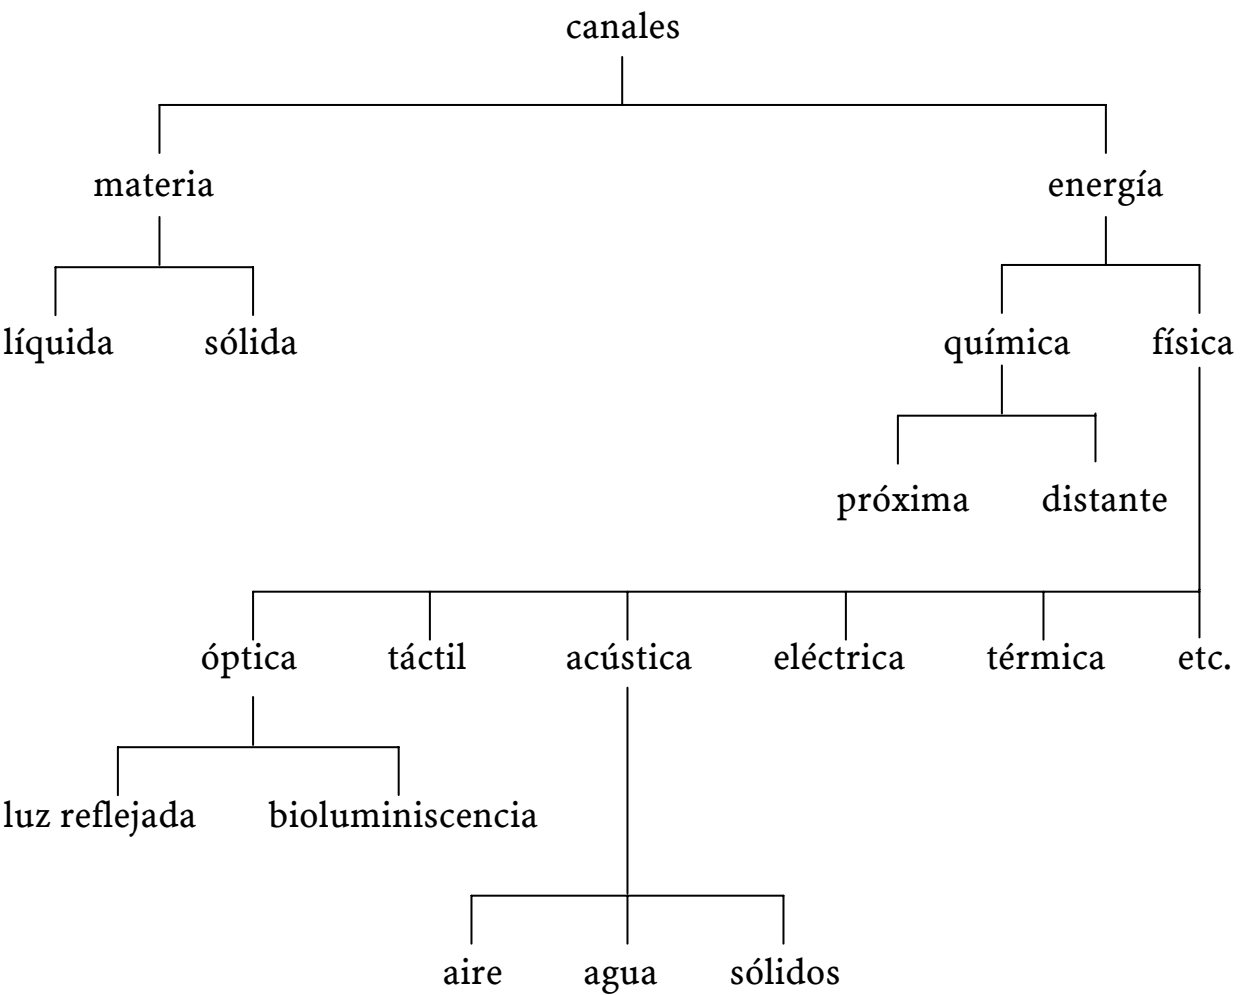 canales
materia energía
líquida sólida química física
próxima distante
óptica táctil acústica eléctrica térmica etc.
luz reflejada bioluminiscencia
aire agua sólidos